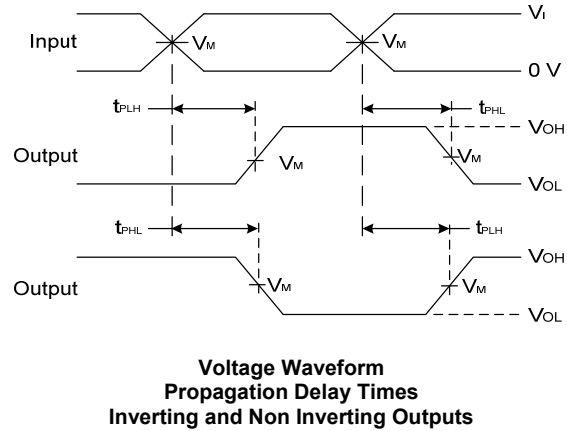 VI
Input
VM
VM
0 V
tPLH
tPHL
VOH
Output
VM
VM
VOL
tPHL
tPLH
VOH
Output
VM
VM
VOL
Voltage Waveform
Propagation Delay Times
Inverting and Non Inverting Outputs